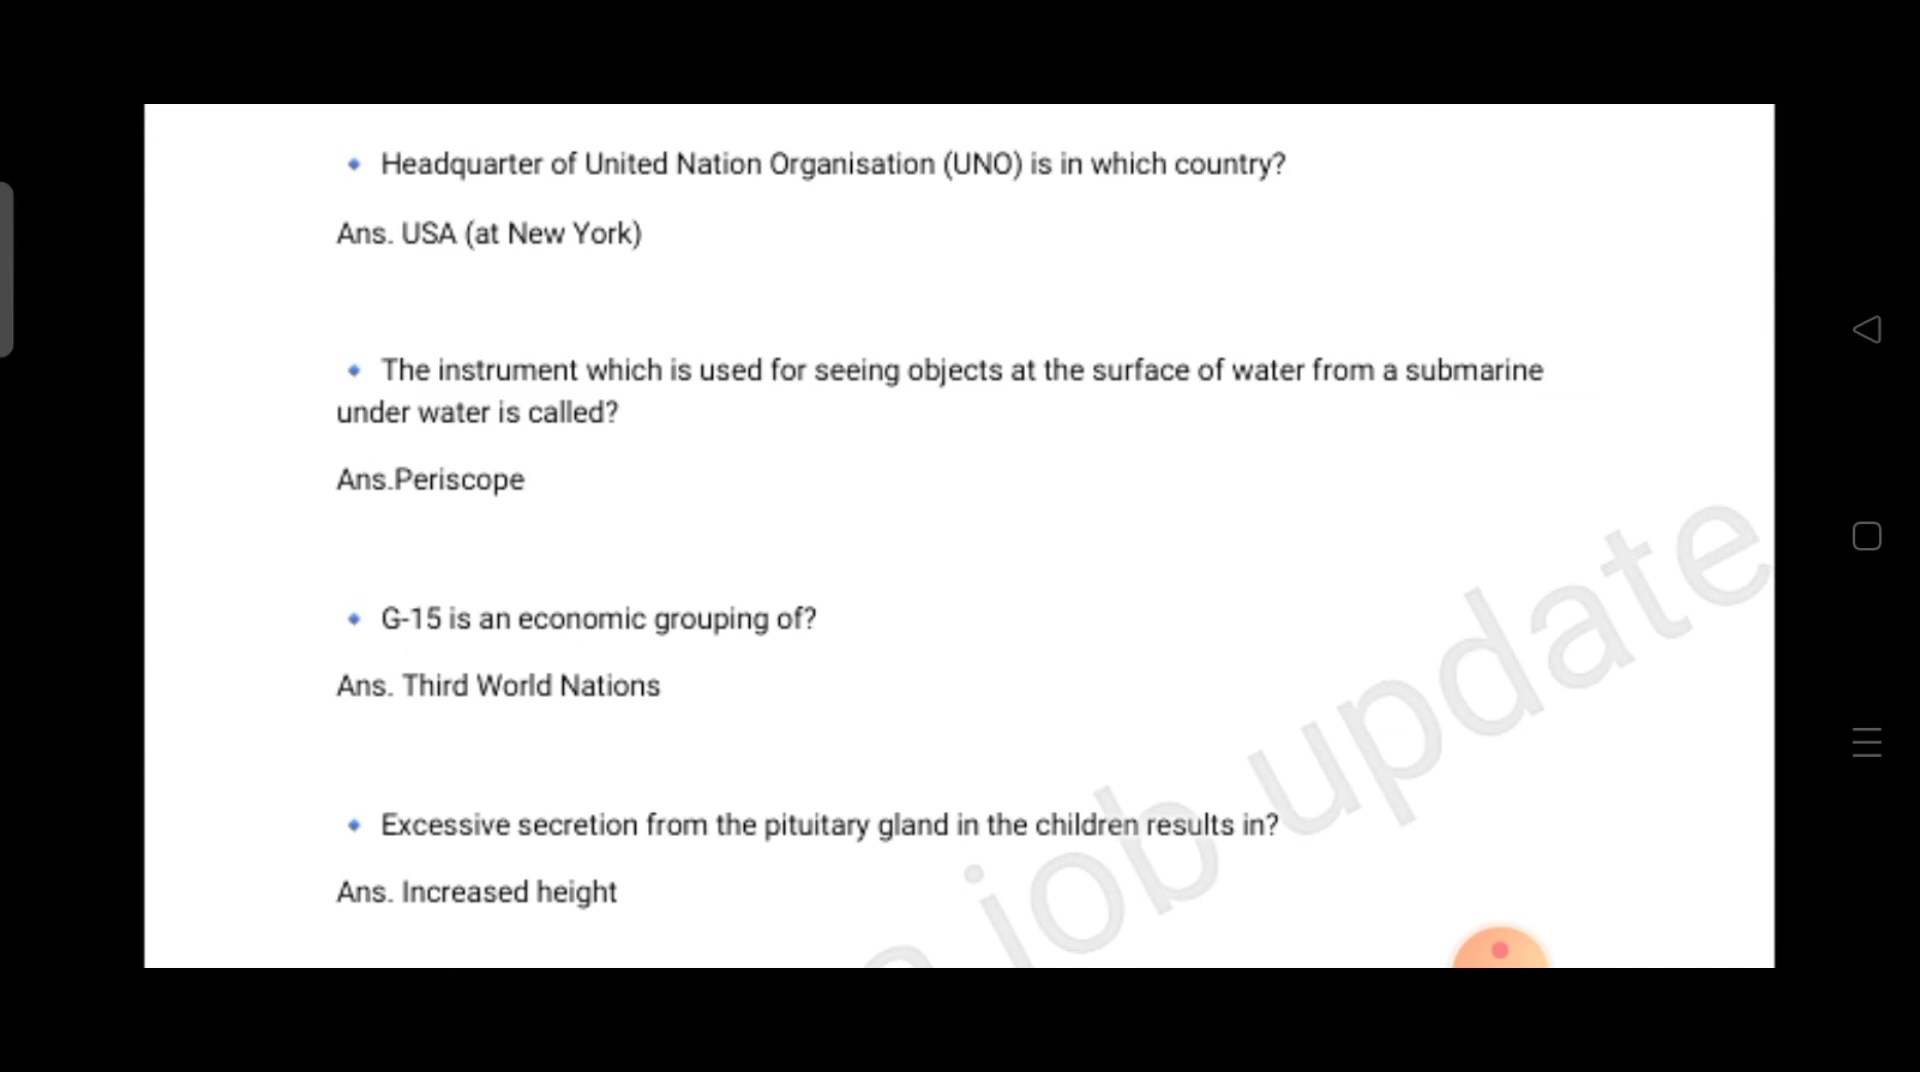 Headquarter of United Nation Organisation (UNO) is in which country?
Ans. USA (at New York)
The instrument which is used for seeing objects at the surface of water from a submarine
under water is called?
Ans.Periscope
G-15 is an economic grouping of?
Ans. Third World Nations
Excessive secretion from the pituitary gland in the children results in?
Ans. Increased height
job update